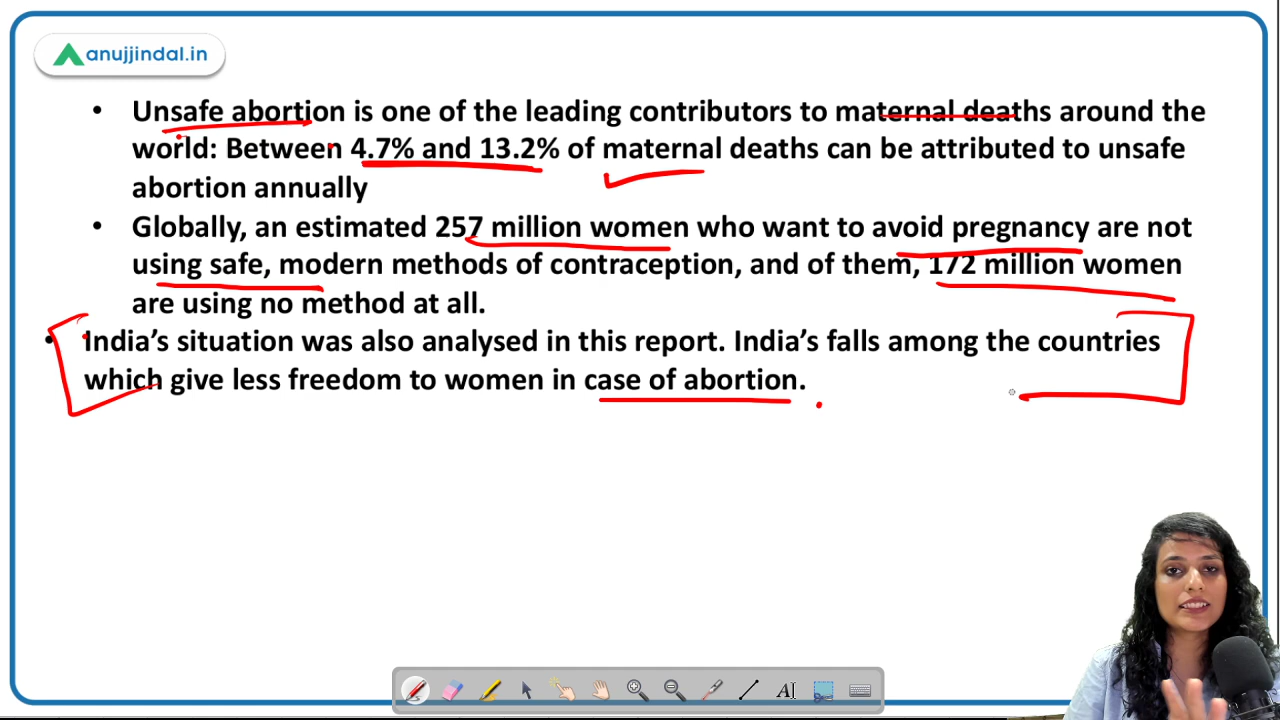 anujjindal.in
• Unsafe abortion is one of the leading contributors to maternal deaths around the
world: Between 4.7% and 13.2% of maternal deaths can be attributed to unsafe
abortion annually
• Globally, an estimated 257 million women who want to avoid pregnancy are not
using safe, modern methods of contraception, and of them, 172 million women
are using no method at all.
• India’s situation was also analysed in this report. India’s falls among the countries
which give less freedom to women in case of abortion.
A